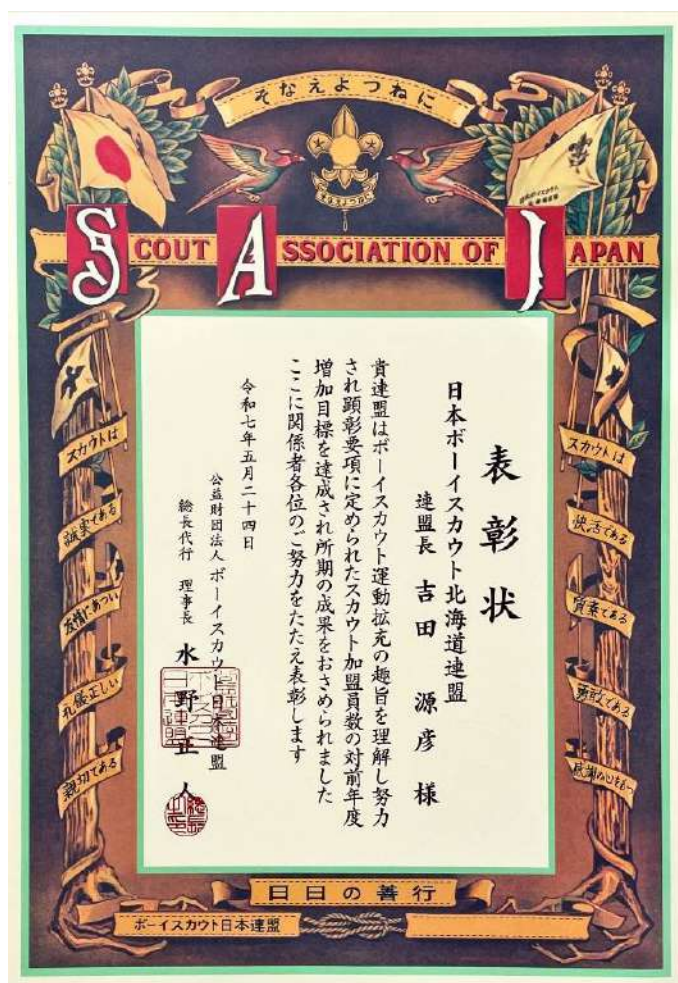 そなえよつねに
そなえよつねに
SCOUT ASSOCIATION OF JAPAN
表彰状
日本ボーイスカウト北海道連盟
連盟長 吉田 源彦 様
貴連盟はボーイスカウト運動拡充の趣旨を理解し努力
され顕彰要項に定められたスカウト加盟員数の対前年度
増加目標を達成され所期の成果をおさめられました
ここに関係者各位のご努力をたたえ表彰します
令和七年五月二十四日
公益財団法人 ボーイスカウト日本連盟
総長代行 理事長 水野正人
スカウトは
誠実である
友情にあつい
礼儀正しい
親切である
スカウトは
快活である
質素である
勇敢である
感謝の心をもつ
日日の善行
ボーイスカウト日本連盟